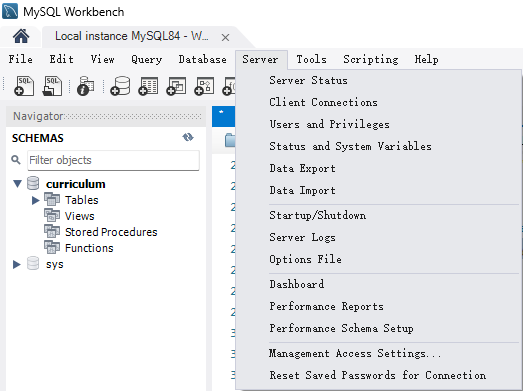 MySQL Workbench
Local instance MySQL84 - W...
File Edit View Query Database Server Tools Scripting Help
Navigator
SCHEMAS
Filter objects
curriculum
Tables
Views
Stored Procedures
Functions
sys
Server Status
Client Connections
Users and Privileges
Status and System Variables
Data Export
Data Import
Startup/Shutdown
Server Logs
Options File
Dashboard
Performance Reports
Performance Schema Setup
Management Access Settings...
Reset Saved Passwords for Connection